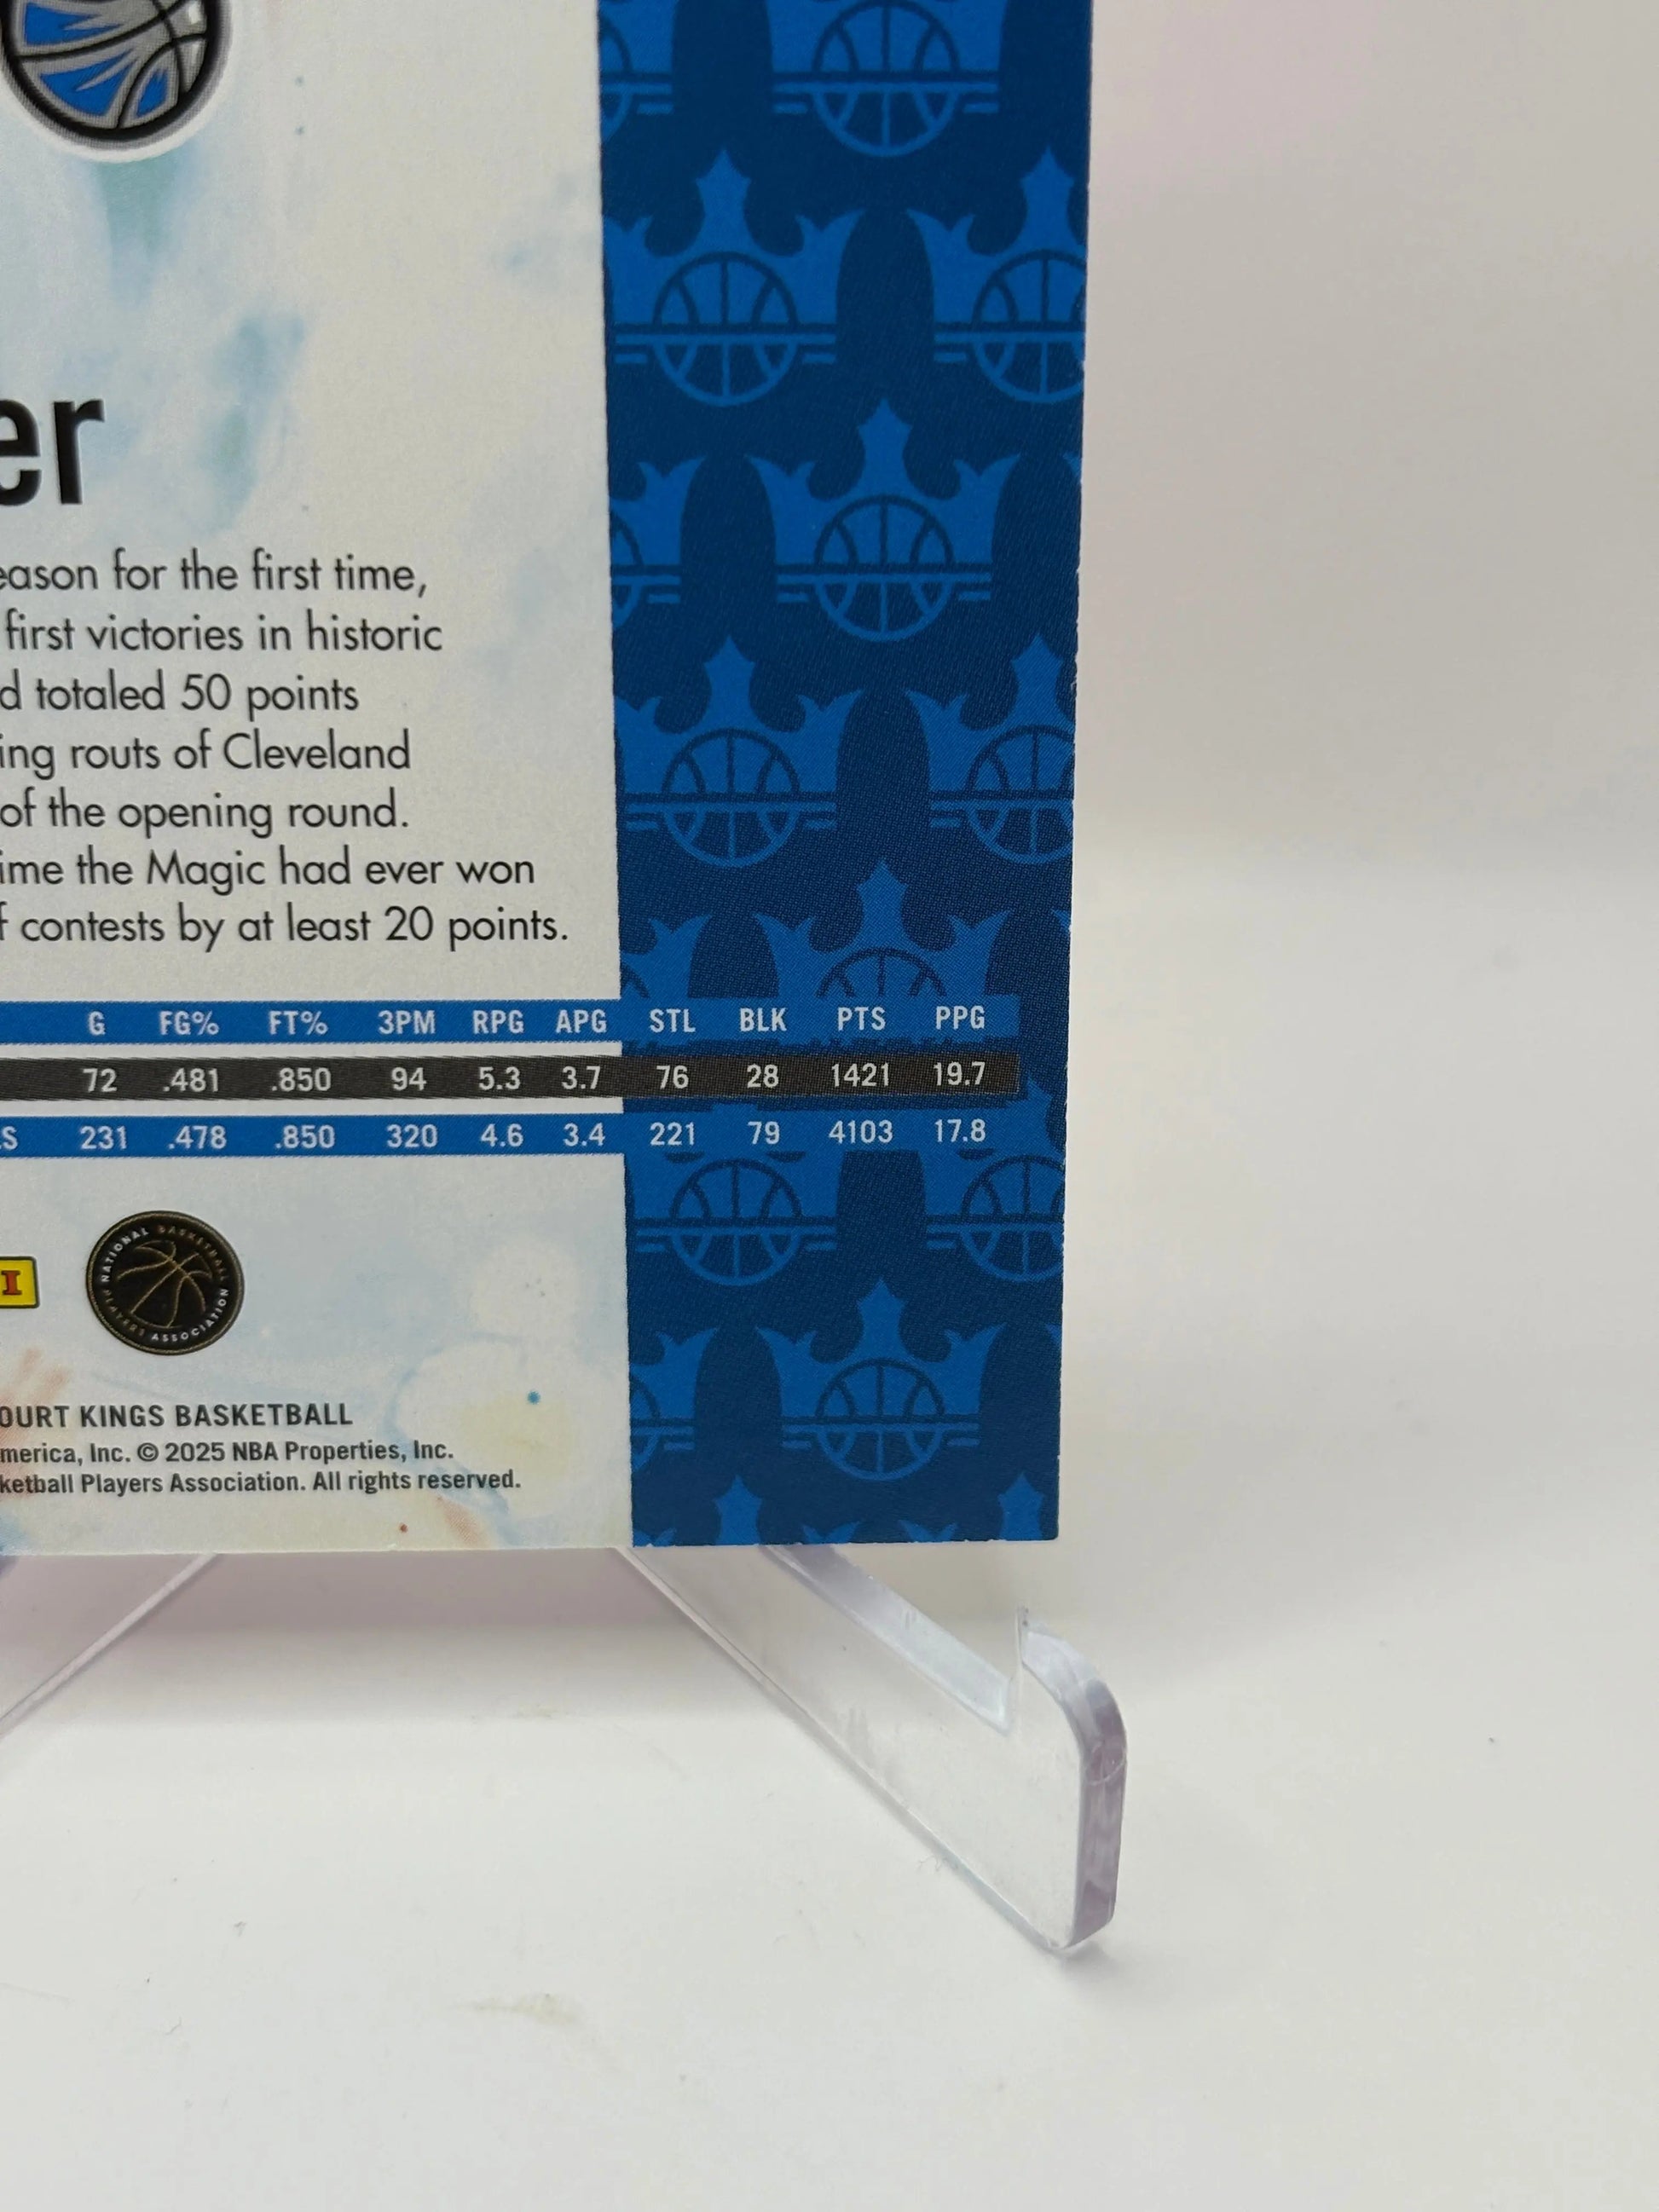 er
eason for the first time,
first victories in historic
d totaled 50 points
ing routs of Cleveland
of the opening round.
ime the Magic had ever won
f contests by at least 20 points.
G FG% FT% 3PM RPG APG STL BLK PTS PPG
72 .481 .850 94 5.3 3.7 76 28 1421 19.7
S 231 .478 .850 320 4.6 3.4 221 79 4103 17.8
I
NATIONAL BASKETBALL
PLAYERS ASSOCIATION
OURT KINGS BASKETBALL
merica, Inc. © 2025 NBA Properties, Inc.
ketball Players Association. All rights reserved.